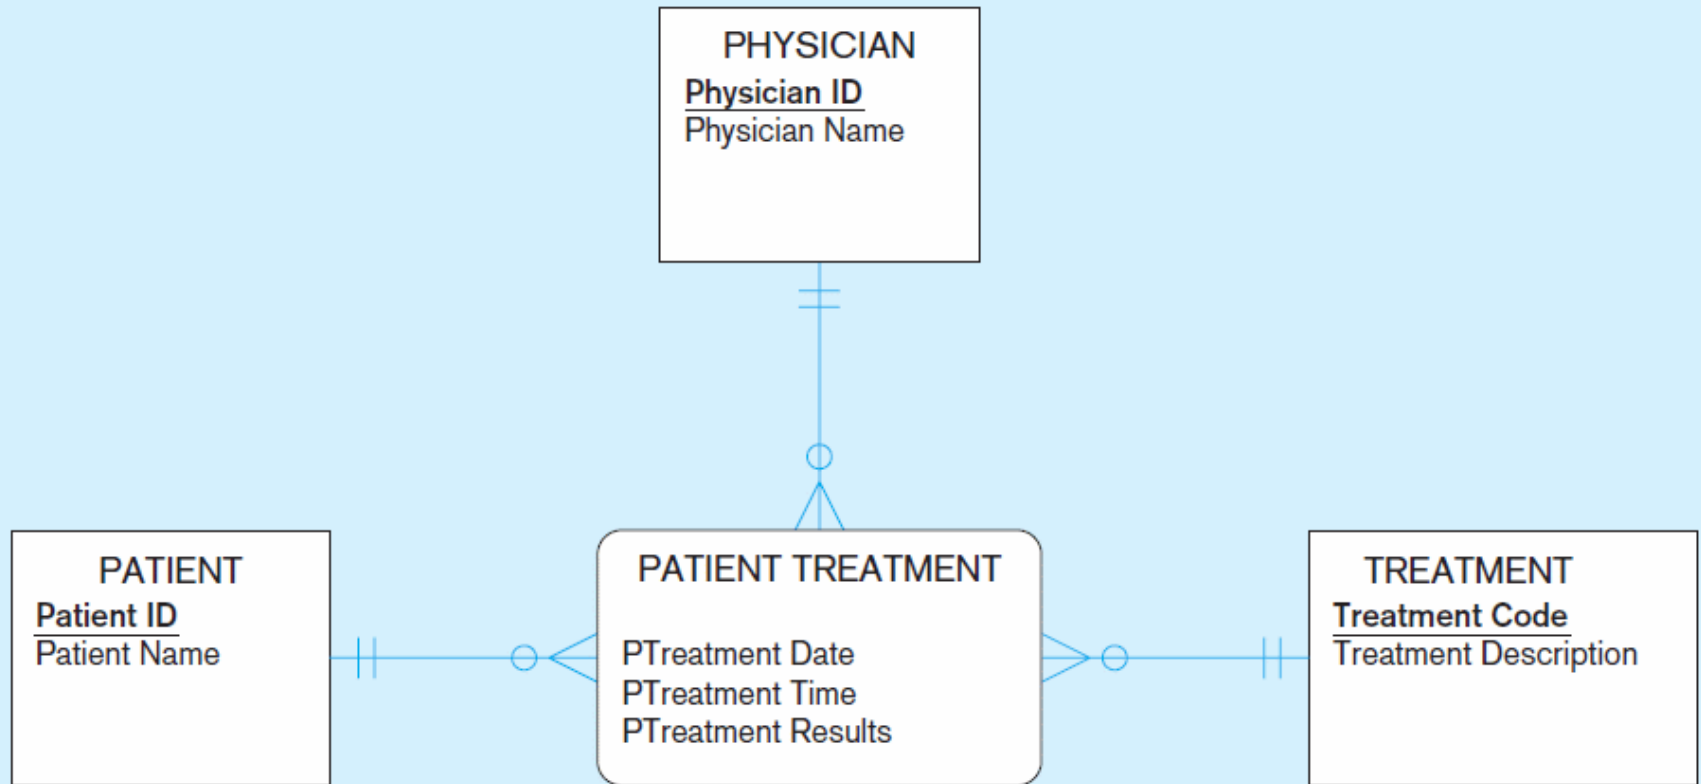 PHYSICIAN
Physician ID
Physician Name
PATIENT
Patient ID
Patient Name
PATIENT TREATMENT
PTreatment Date
PTreatment Time
PTreatment Results
TREATMENT
Treatment Code
Treatment Description